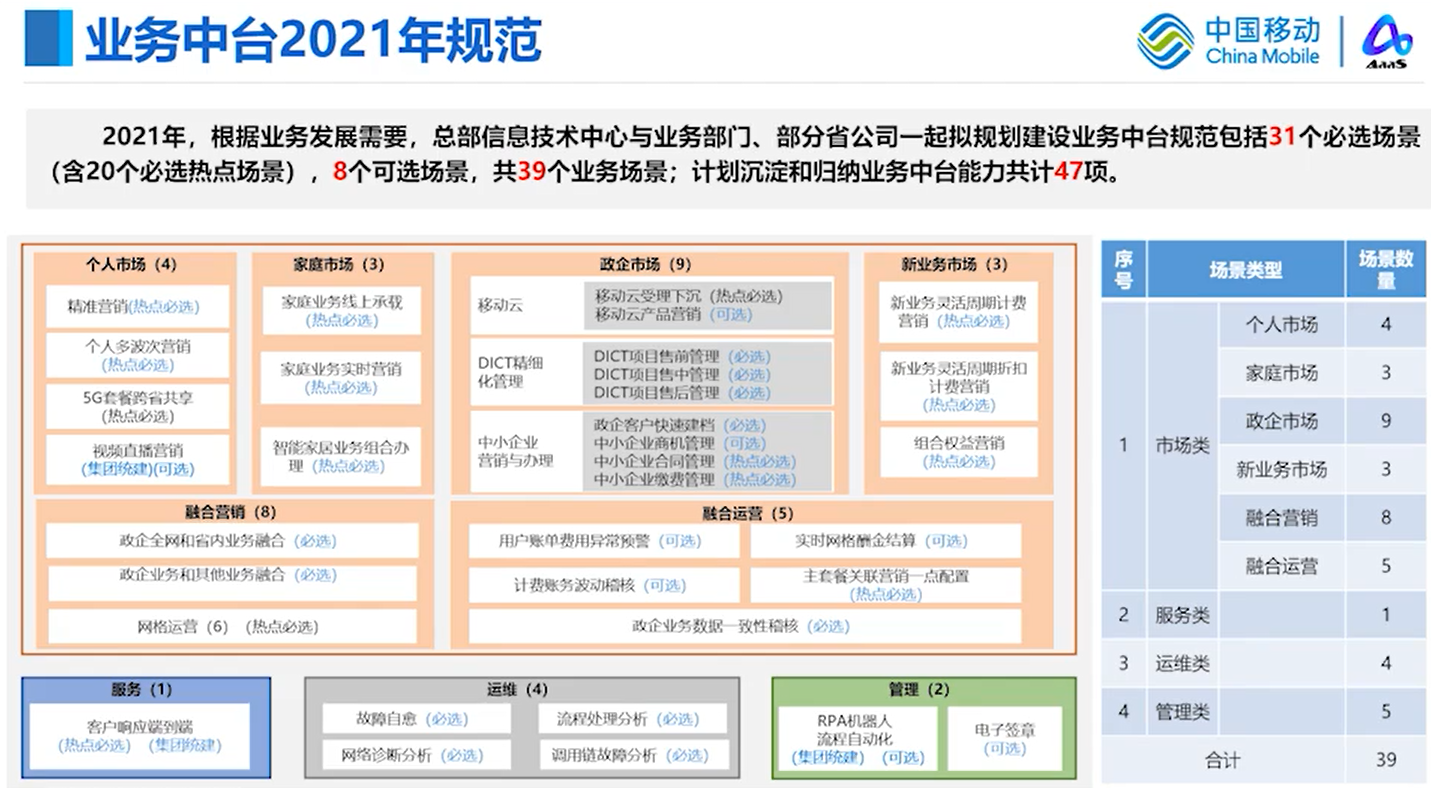 业务中台2021年规范
中国移动
China Mobile
AaaS
2021年，根据业务发展需要，总部信息技术中心与业务部门、部分省公司一起拟规划建设业务中台规范包括31个必选场景
（含20个必选热点场景），8个可选场景，共39个业务场景；计划沉淀和归纳业务中台能力共计47项。
个人市场（4）
精准营销(热点必选)
个人多波次营销
(热点必选)
5G套餐跨省共享
(热点必选)
视频直播营销
(集团统建)(可选)
家庭市场（3）
家庭业务线上承载
(热点必选)
家庭业务实时营销
(热点必选)
智能家居业务组合办
理（热点必选）
政企市场（9）
移动云
移动云受理下沉（热点必选）
移动云产品营销（可选）
DICT精细
化管理
DICT项目售前管理（必选）
DICT项目售中管理（必选）
DICT项目售后管理（必选）
中小企业
营销与办理
政企客户快速建档（必选）
中小企业商机管理（可选）
中小企业合同管理（热点必选）
中小企业缴费管理（热点必选）
新业务市场（3）
新业务灵活周期计费
营销（热点必选）
新业务灵活周期折扣
计费营销
(热点必选)
组合权益营销
(热点必选)
融合营销（8）
政企全网和省内业务融合（必选）
政企业务和其他业务融合（必选）
网格运营（6）（热点必选）
融合运营（5）
用户账单费用异常预警（可选）
实时网格酬金结算（可选）
计费账务波动稽核（可选）
主套餐关联营销一点配置
(热点必选)
政企业务数据一致性稽核（必选）
服务（1）
客户响应端到端
(热点必选)（集团统建）
运维（4）
故障自愈（必选）
流程处理分析（必选）
网络诊断分析（必选）
调用链故障分析（必选）
管理（2）
RPA机器人
流程自动化
(集团统建)（可选）
电子签章
(可选)
序号 场景类型 场景数量
1 市场类 个人市场 4
家庭市场 3
政企市场 9
新业务市场 3
融合营销 8
融合运营 5
2 服务类 1
3 运维类 4
4 管理类 5
合计 39